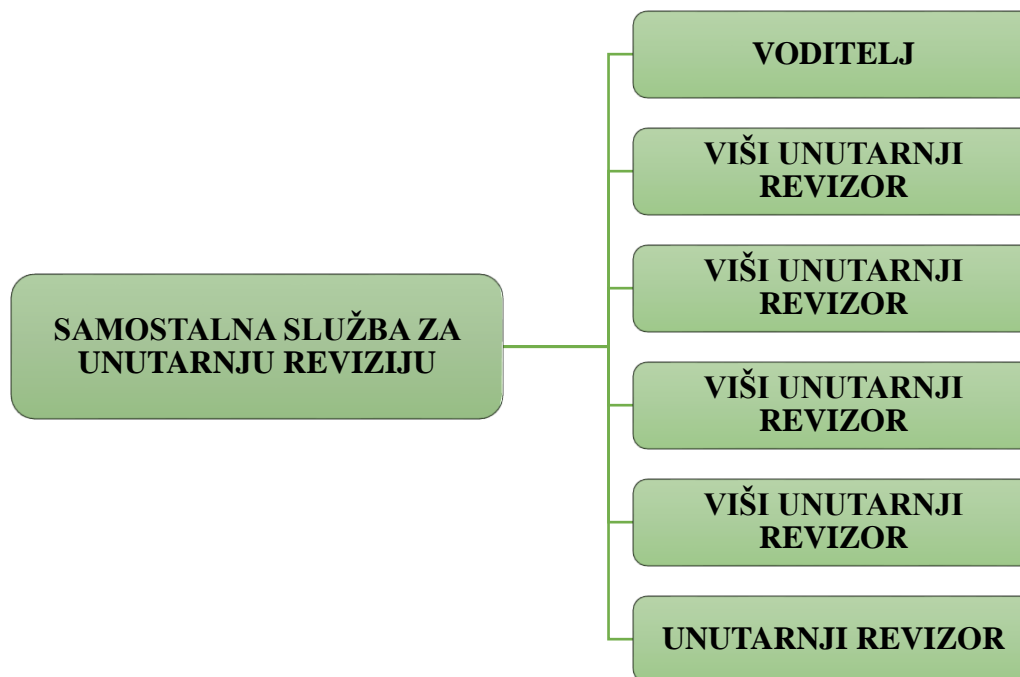 VODITELJ
VIŠI UNUTARNJI
REVIZOR
VIŠI UNUTARNJI
REVIZOR
SAMOSTALNA SLUŽBA ZA
UNUTARNJU REVIZIJU
VIŠI UNUTARNJI
REVIZOR
VIŠI UNUTARNJI
REVIZOR
UNUTARNJI REVIZOR